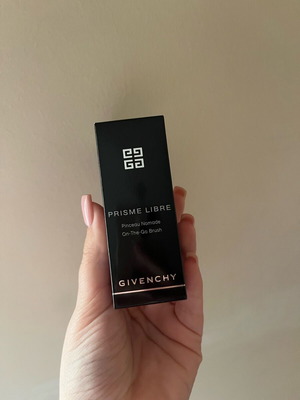 PRISME LIBRE
Pinceau Nomade
On-The-Go Brush
GIVENCHY